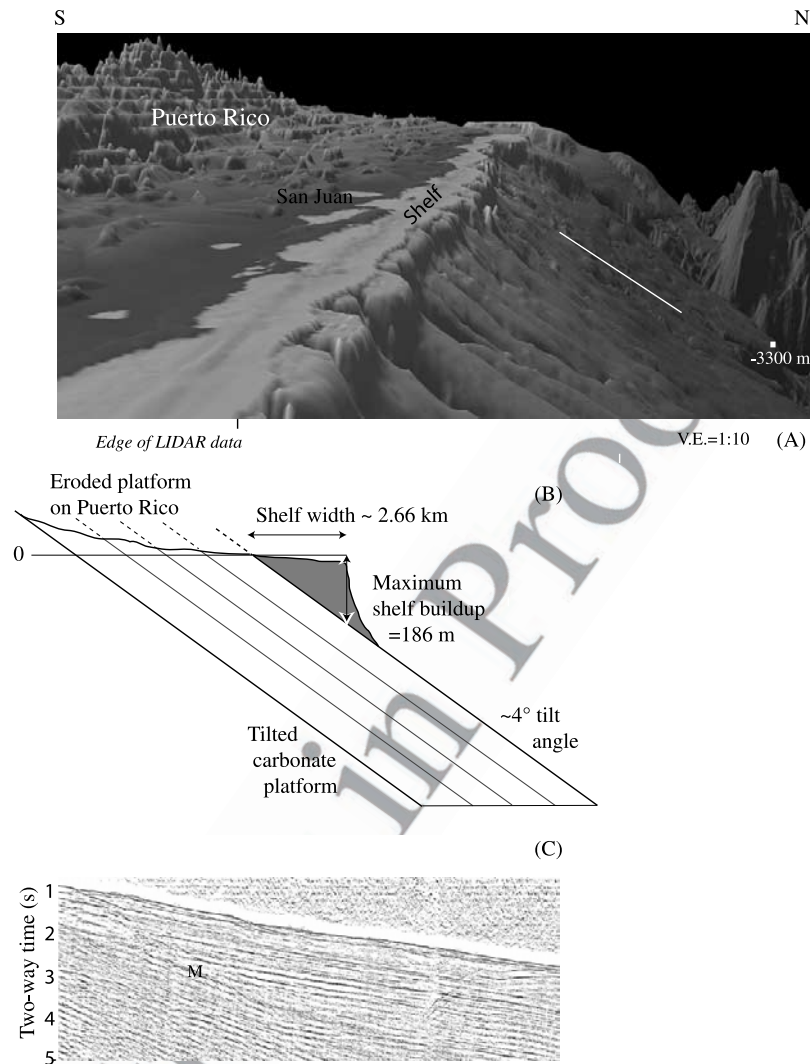 S N
Puerto Rico
San Juan
Shelf
-3300 m
Edge of LIDAR data
V.E.=1:10
(A)
(B)
Eroded platform
on Puerto Rico
Shelf width ~ 2.66 km
0
Maximum
shelf buildup
=186 m
~4° tilt
angle
Tilted
carbonate
platform
in Pro
(C)
Two-way time (s)
1
2
3
4
5
M